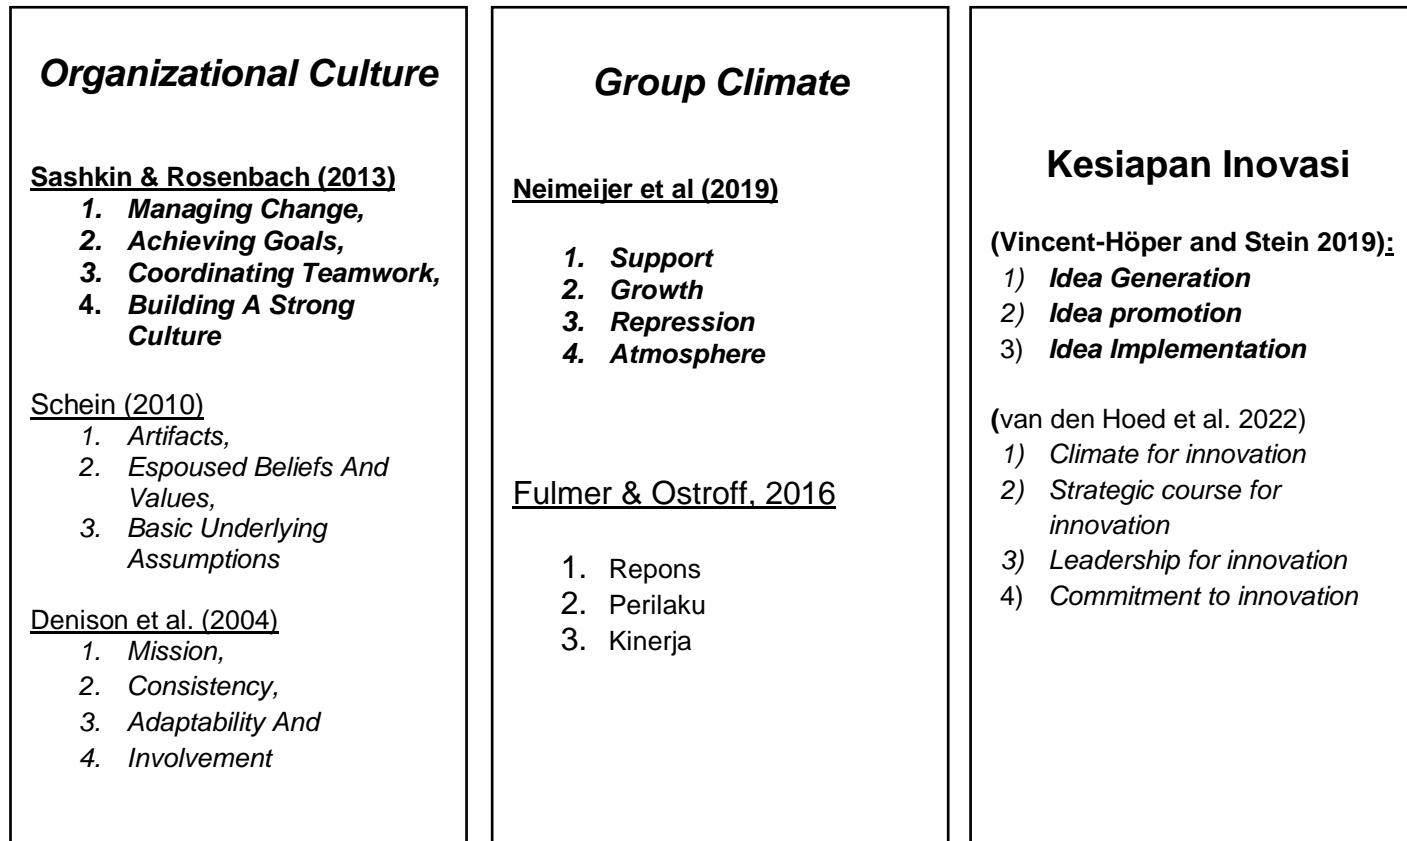 Organizational Culture
Sashkin & Rosenbach (2013)
1. Managing Change,
2. Achieving Goals,
3. Coordinating Teamwork,
4. Building A Strong
Culture
Schein (2010)
1. Artifacts,
2. Espoused Beliefs And
Values,
3. Basic Underlying
Assumptions
Denison et al. (2004)
1. Mission,
2. Consistency,
3. Adaptability And
4. Involvement
Group Climate
Neimeijer et al (2019)
1. Support
2. Growth
3. Repression
4. Atmosphere
Fulmer & Ostroff, 2016
1. Repons
2. Perilaku
3. Kinerja
Kesiapan Inovasi
(Vincent-Höper and Stein 2019):
1) Idea Generation
2) Idea promotion
3) Idea Implementation
(van den Hoed et al. 2022)
1) Climate for innovation
2) Strategic course for
innovation
3) Leadership for innovation
4) Commitment to innovation